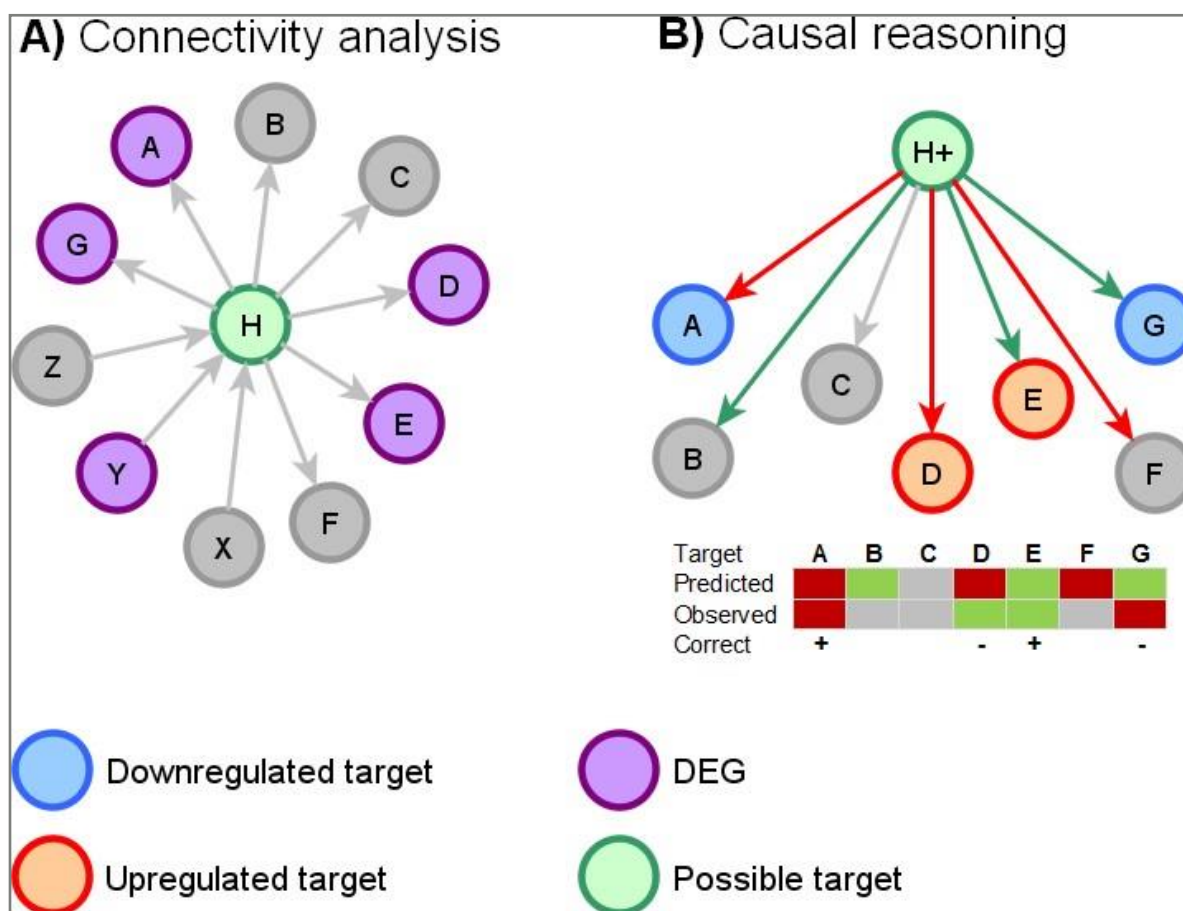 A) Connectivity analysis
B
A
C
G
D
H
Z
E
Y
F
X
B) Causal reasoning
H+
A
G
C
E
B
D
F
Target A B C D E F G
Predicted
Observed
Correct + - + -
Downregulated target
DEG
Upregulated target
Possible target